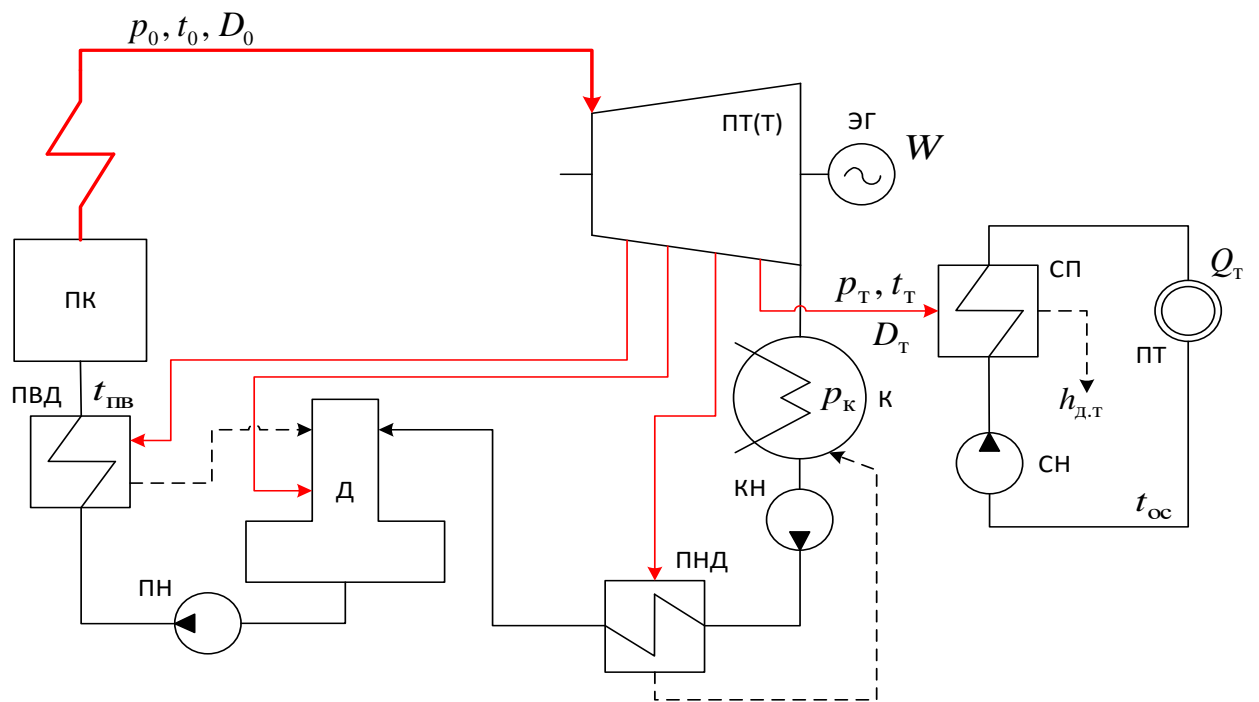 p₀, t₀, D₀
ПТ(Т)
ЭГ
W
ПК
СП
Qт
pт, tт
Dт
ПТ
ПВД
tпв
pк
К
hд.т
Д
КН
СН
tос
ПН
ПНД